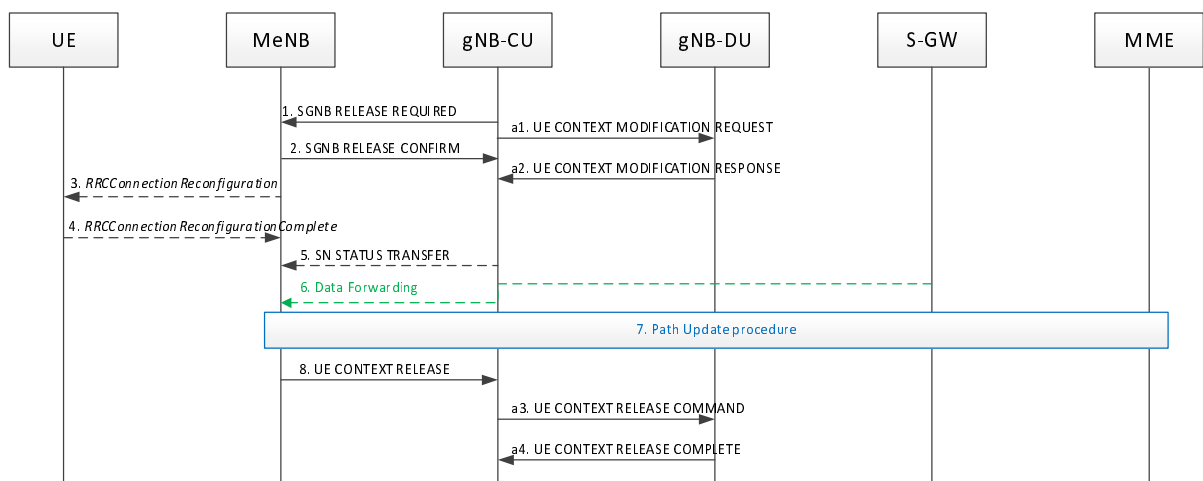 UE MeNB gNB-CU gNB-DU S-GW MME
1. SGNB RELEASE REQUIRED
a1. UE CONTEXT MODIFICATION REQUEST
2. SGNB RELEASE CONFIRM
a2. UE CONTEXT MODIFICATION RESPONSE
3. RRCConnectionReconfiguration
4. RRCConnectionReconfigurationComplete
5. SN STATUS TRANSFER
6. Data Forwarding
7. Path Update procedure
8. UE CONTEXT RELEASE
a3. UE CONTEXT RELEASE COMMAND
a4. UE CONTEXT RELEASE COMPLETE